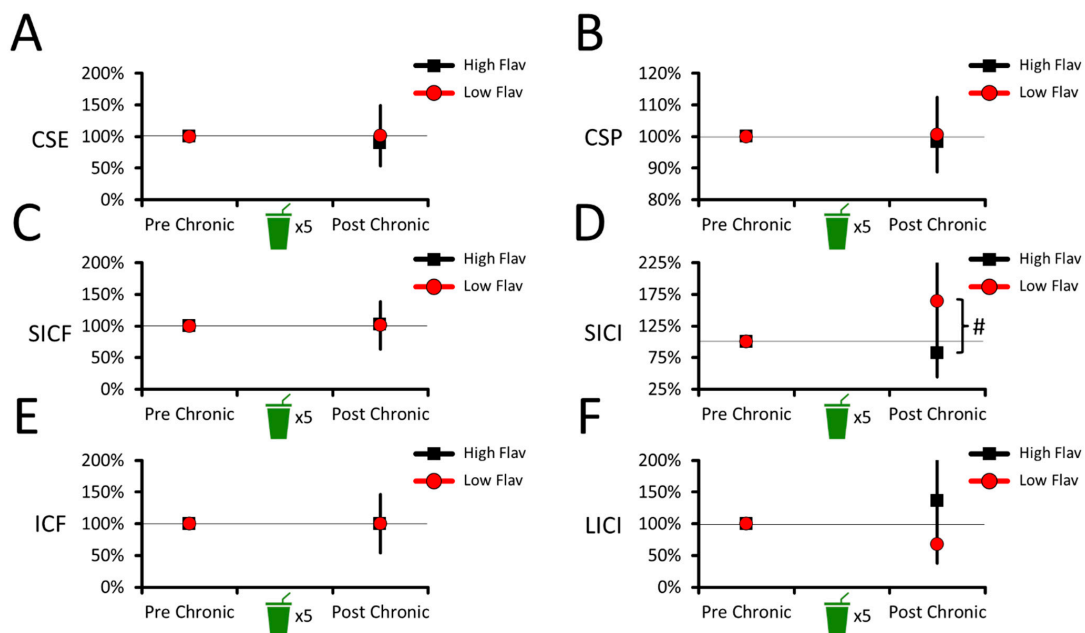 A
200%
150%
100%
50%
0%
CSE
High Flav
Low Flav
Pre Chronic
x5
Post Chronic
B
120%
110%
100%
90%
80%
CSP
High Flav
Low Flav
Pre Chronic
x5
Post Chronic
C
200%
150%
100%
50%
0%
SICF
High Flav
Low Flav
Pre Chronic
x5
Post Chronic
D
225%
175%
125%
75%
25%
SICI
High Flav
Low Flav
#
Pre Chronic
x5
Post Chronic
E
200%
150%
100%
50%
0%
ICF
High Flav
Low Flav
Pre Chronic
x5
Post Chronic
F
200%
150%
100%
50%
0%
LICI
High Flav
Low Flav
Pre Chronic
x5
Post Chronic